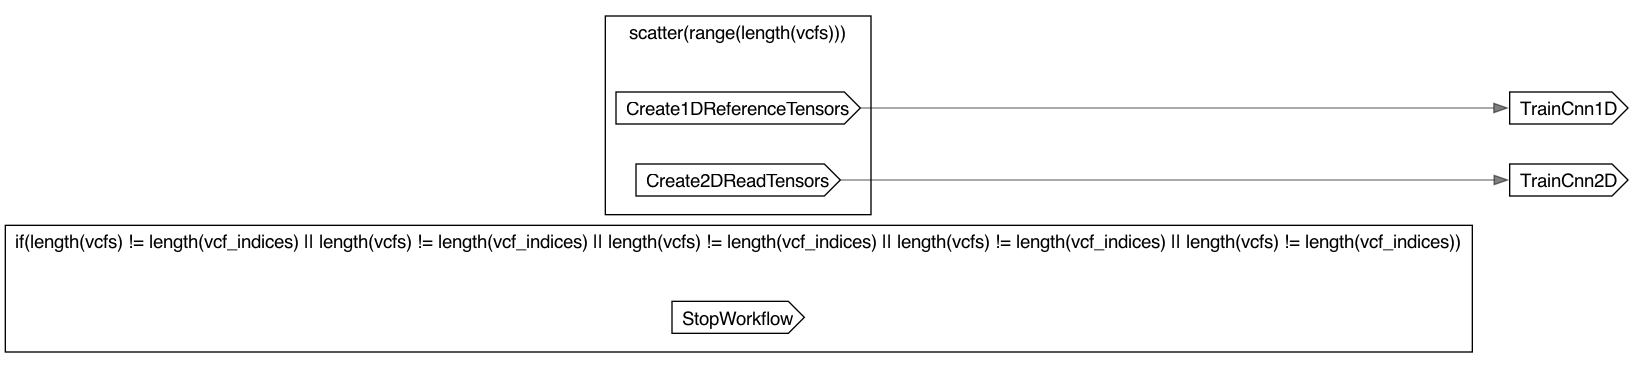 scatter(range(length(vcfs)))
Create1DReferenceTensors
TrainCnn1D
Create2DReadTensors
TrainCnn2D
if(length(vcfs) != length(vcf_indices) || length(vcfs) != length(vcf_indices) || length(vcfs) != length(vcf_indices) || length(vcfs) != length(vcf_indices) || length(vcfs) != length(vcf_indices))
StopWorkflow